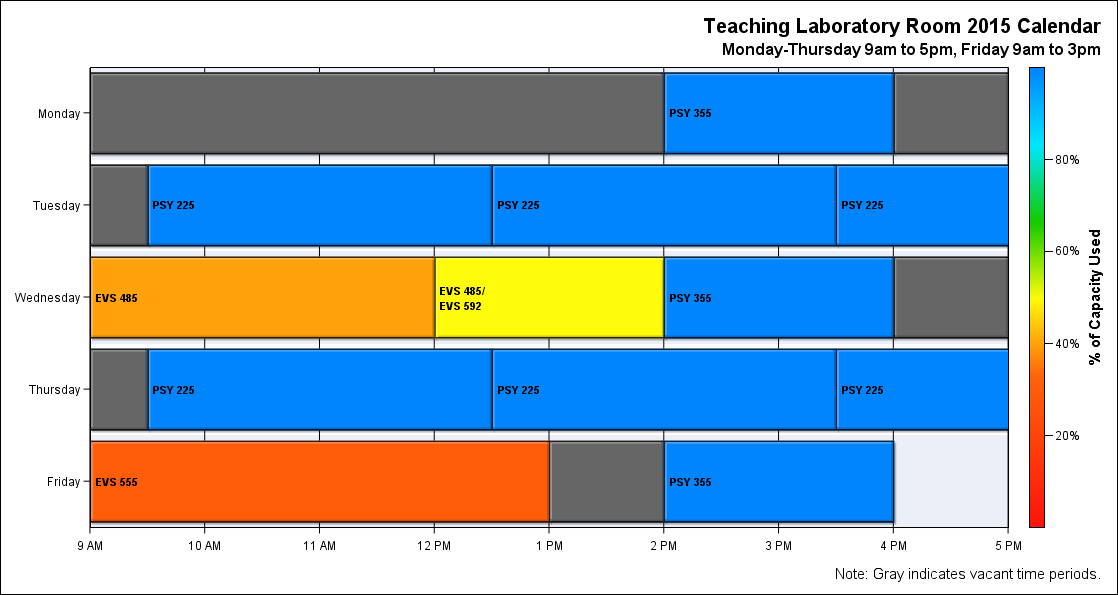 Teaching Laboratory Room 2015 Calendar
Monday-Thursday 9am to 5pm, Friday 9am to 3pm
Monday
PSY 355
Tuesday
PSY 225
PSY 225
PSY 225
Wednesday
EVS 485
EVS 485/
EVS 592
PSY 355
Thursday
PSY 225
PSY 225
PSY 225
Friday
EVS 555
PSY 355
9 AM
10 AM
11 AM
12 PM
1 PM
2 PM
3 PM
4 PM
5 PM
80%
60%
40%
20%
% of Capacity Used
Note: Gray indicates vacant time periods.